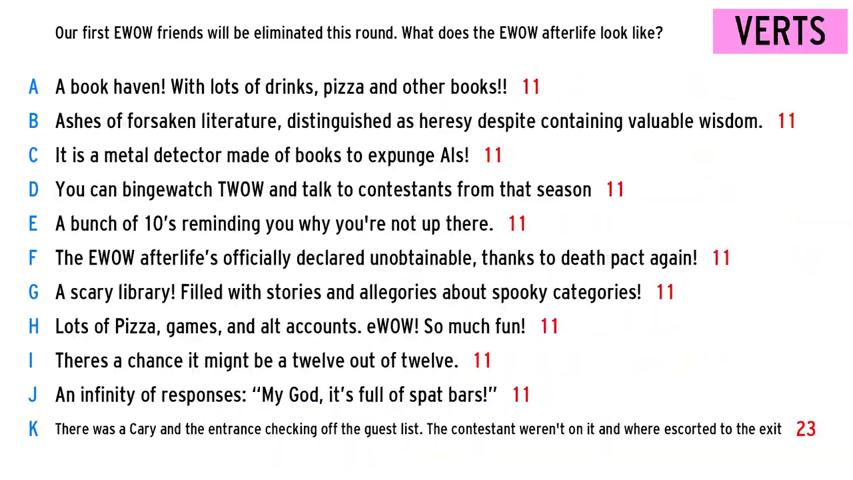 Our first EWOW friends will be eliminated this round. What does the EWOW afterlife look like?
VERTS
A A book haven! With lots of drinks, pizza and other books!! 11
B Ashes of forsaken literature, distinguished as heresy despite containing valuable wisdom. 11
C It is a metal detector made of books to expunge AIs! 11
D You can bingewatch TWOW and talk to contestants from that season 11
E A bunch of 10's reminding you why you're not up there. 11
F The EWOW afterlife's officially declared unobtainable, thanks to death pact again! 11
G A scary library! Filled with stories and allegories about spooky categories! 11
H Lots of Pizza, games, and alt accounts. eWOW! So much fun! 11
I Theres a chance it mignt be a twelve out of twelve. 11
J An infinity of responses: “My God, it's full of spat bars!” 11
K There was a Cary and the entrance checking off the guest list. The contestant weren't on it and where escorted to the exit 23